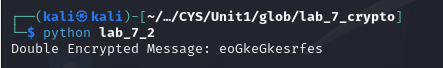 ┌──(kali㉿kali)-[~/…/CYS/Unit1/glob/lab_7_crypto]
└─$ python lab_7_2
Double Encrypted Message: eoGkeGkesrfes